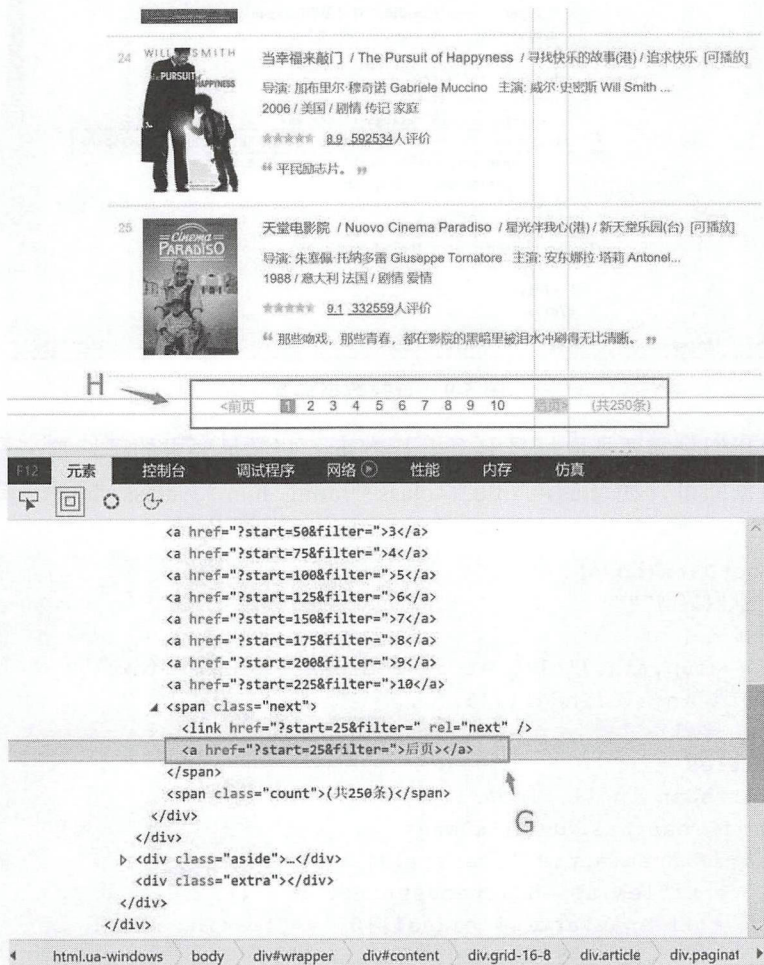 24
WILL SMITH
PURSUIT
HAPPYNESS
当幸福来敲门 / The Pursuit of Happyness / 寻找快乐的故事(港) / 追求快乐 [可播放]
导演: 加布里尔·穆奇诺 Gabriele Muccino 主演: 威尔·史密斯 Will Smith ...
2006 / 美国 / 剧情 传记 家庭
8.9 592534人评价
“ 平民励志片。 ”
25
Cinema
PARADISO
天堂电影院 / Nuovo Cinema Paradiso / 星光伴我心(港) / 新天堂乐园(台) [可播放]
导演: 朱塞佩·托纳多雷 Giuseppe Tornatore 主演: 安东娜拉·塔莉 Antonel...
1988 / 意大利 法国 / 剧情 爱情
9.1 332559人评价
“ 那些吻戏，那些青春，都在影院的黑暗里被泪水冲刷得无比清晰。 ”
H
<前页 1 2 3 4 5 6 7 8 9 10 后页> (共250条)
F12 元素 控制台 调试程序 网络 性能 内存 仿真
<a href="?start=50&filter=">3</a>
<a href="?start=75&filter=">4</a>
<a href="?start=100&filter=">5</a>
<a href="?start=125&filter=">6</a>
<a href="?start=150&filter=">7</a>
<a href="?start=175&filter=">8</a>
<a href="?start=200&filter=">9</a>
<a href="?start=225&filter=">10</a>
<span class="next">
<link href="?start=25&filter=" rel="next" />
<a href="?start=25&filter=">后页></a>
</span>
<span class="count">(共250条)</span>
G
</div>
</div>
<div class="aside">…</div>
<div class="extra"></div>
</div>
</div>
html.ua-windows body div#wrapper div#content div.grid-16-8 div.article div.paginat